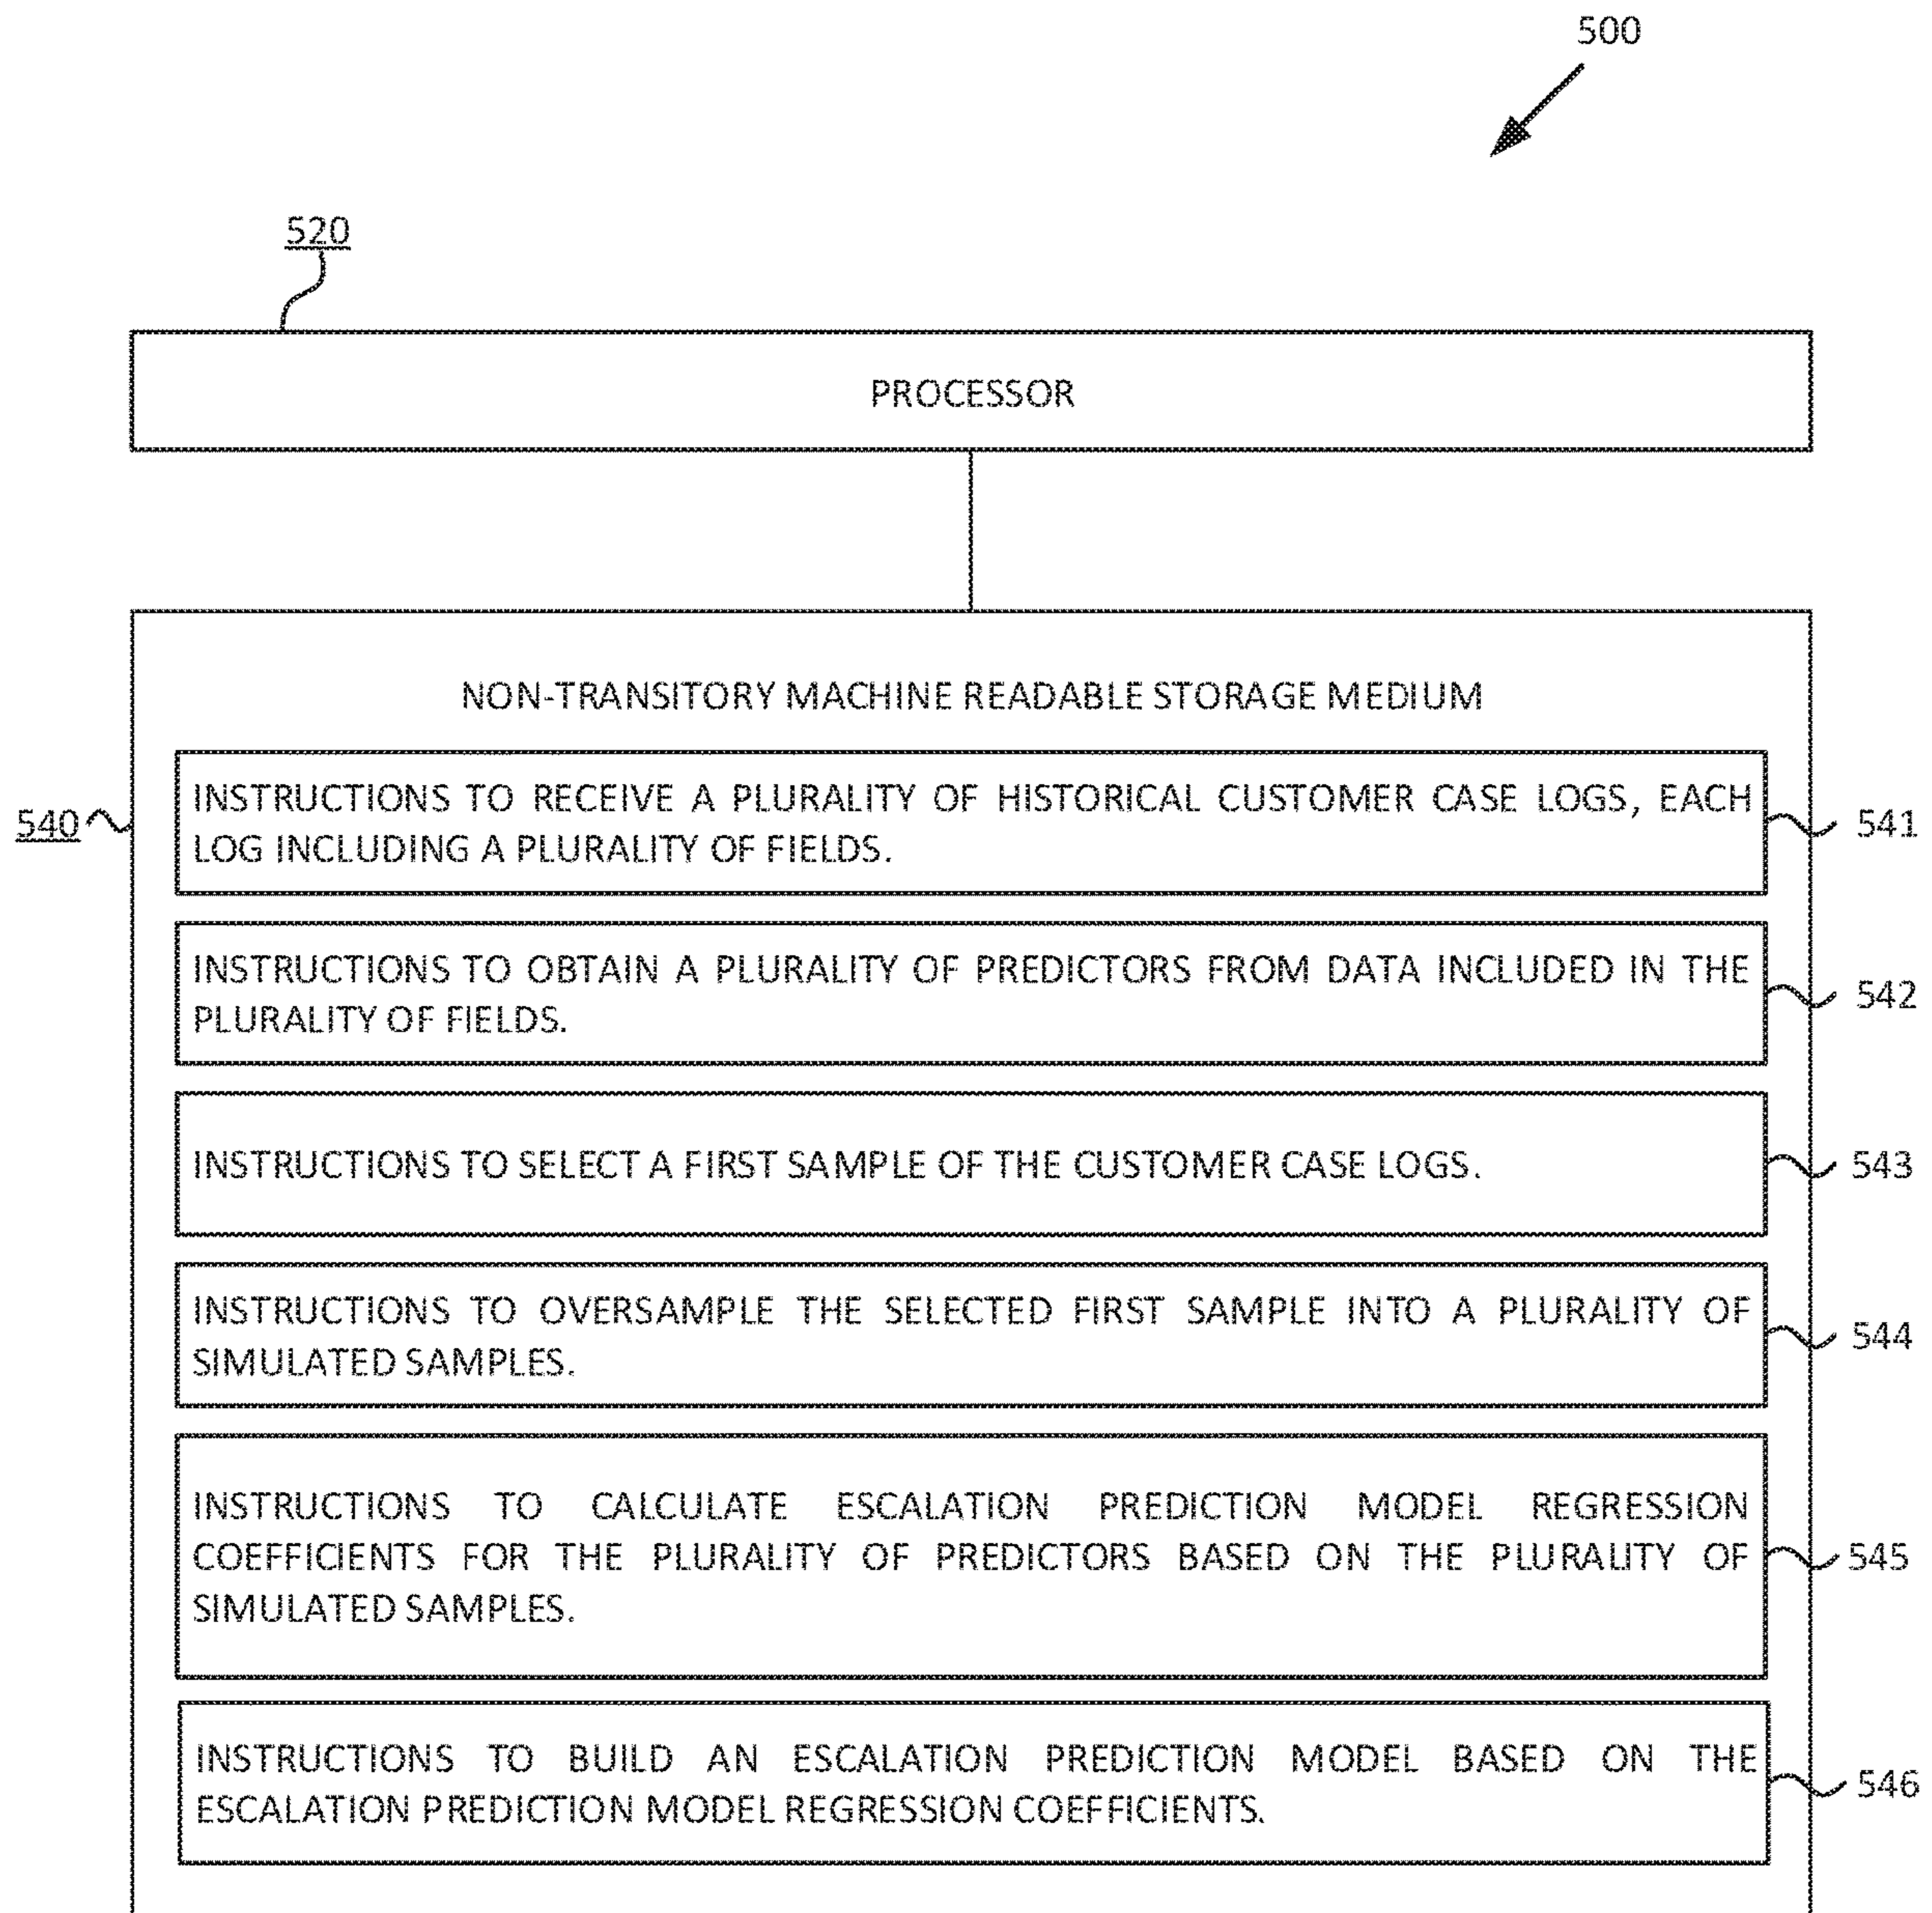 500
520
PROCESSOR
NON-TRANSITORY MACHINE READABLE STORAGE MEDIUM
540
INSTRUCTIONS TO RECEIVE A PLURALITY OF HISTORICAL CUSTOMER CASE LOGS, EACH
LOG INCLUDING A PLURALITY OF FIELDS.
541
INSTRUCTIONS TO OBTAIN A PLURALITY OF PREDICTORS FROM DATA INCLUDED IN THE
PLURALITY OF FIELDS.
542
INSTRUCTIONS TO SELECT A FIRST SAMPLE OF THE CUSTOMER CASE LOGS.
543
INSTRUCTIONS TO OVERSAMPLE THE SELECTED FIRST SAMPLE INTO A PLURALITY OF
SIMULATED SAMPLES.
544
INSTRUCTIONS TO CALCULATE ESCALATION PREDICTION MODEL REGRESSION
COEFFICIENTS FOR THE PLURALITY OF PREDICTORS BASED ON THE PLURALITY OF
SIMULATED SAMPLES.
545
INSTRUCTIONS TO BUILD AN ESCALATION PREDICTION MODEL BASED ON THE
ESCALATION PREDICTION MODEL REGRESSION COEFFICIENTS.
546